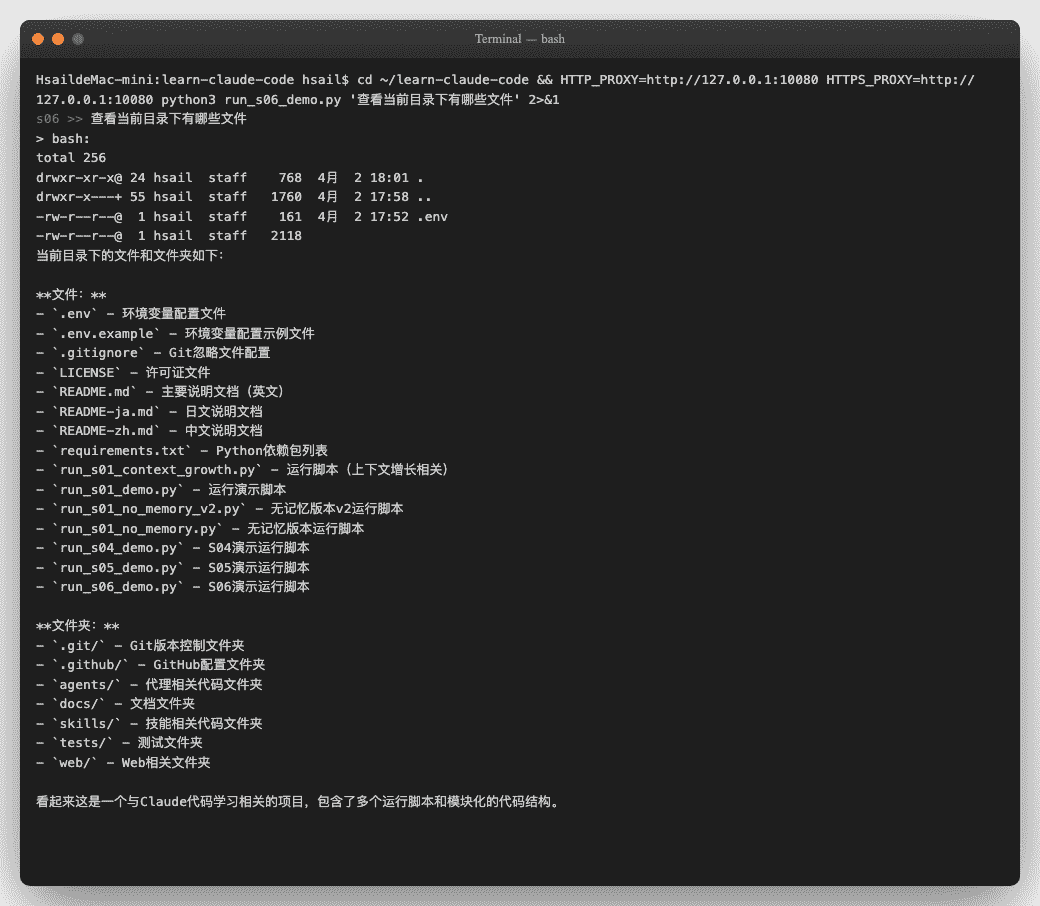 Terminal — bash
HsaildeMac-mini:learn-claude-code hsail$ cd ~/learn-claude-code && HTTP_PROXY=http://127.0.0.1:10080 HTTPS_PROXY=http://
127.0.0.1:10080 python3 run_s06_demo.py '查看当前目录下有哪些文件' 2>&1
s06 >> 查看当前目录下有哪些文件
> bash:
total 256
drwxr-xr-x@ 24 hsail  staff    768  4月  2 18:01 .
drwxr-x---+ 55 hsail  staff   1760  4月  2 17:58 ..
-rw-r--r--@  1 hsail  staff    161  4月  2 17:52 .env
-rw-r--r--@  1 hsail  staff   2118
当前目录下的文件和文件夹如下:
**文件: **
- `.env` - 环境变量配置文件
- `.env.example` - 环境变量配置示例文件
- `.gitignore` - Git忽略文件配置
- `LICENSE` - 许可证文件
- `README.md` - 主要说明文档（英文）
- `README-ja.md` - 日文说明文档
- `README-zh.md` - 中文说明文档
- `requirements.txt` - Python依赖包列表
- `run_s01_context_growth.py` - 运行脚本（上下文增长相关）
- `run_s01_demo.py` - 运行演示脚本
- `run_s01_no_memory_v2.py` - 无记忆版本v2运行脚本
- `run_s01_no_memory.py` - 无记忆版本运行脚本
- `run_s04_demo.py` - S04演示运行脚本
- `run_s05_demo.py` - S05演示运行脚本
- `run_s06_demo.py` - S06演示运行脚本
**文件夹: **
- `.git/` - Git版本控制文件夹
- `.github/` - GitHub配置文件夹
- `agents/` - 代理相关代码文件夹
- `docs/` - 文档文件夹
- `skills/` - 技能相关代码文件夹
- `tests/` - 测试文件夹
- `web/` - Web相关文件夹
看起来这是一个与Claude代码学习相关的项目，包含了多个运行脚本和模块化的代码结构。